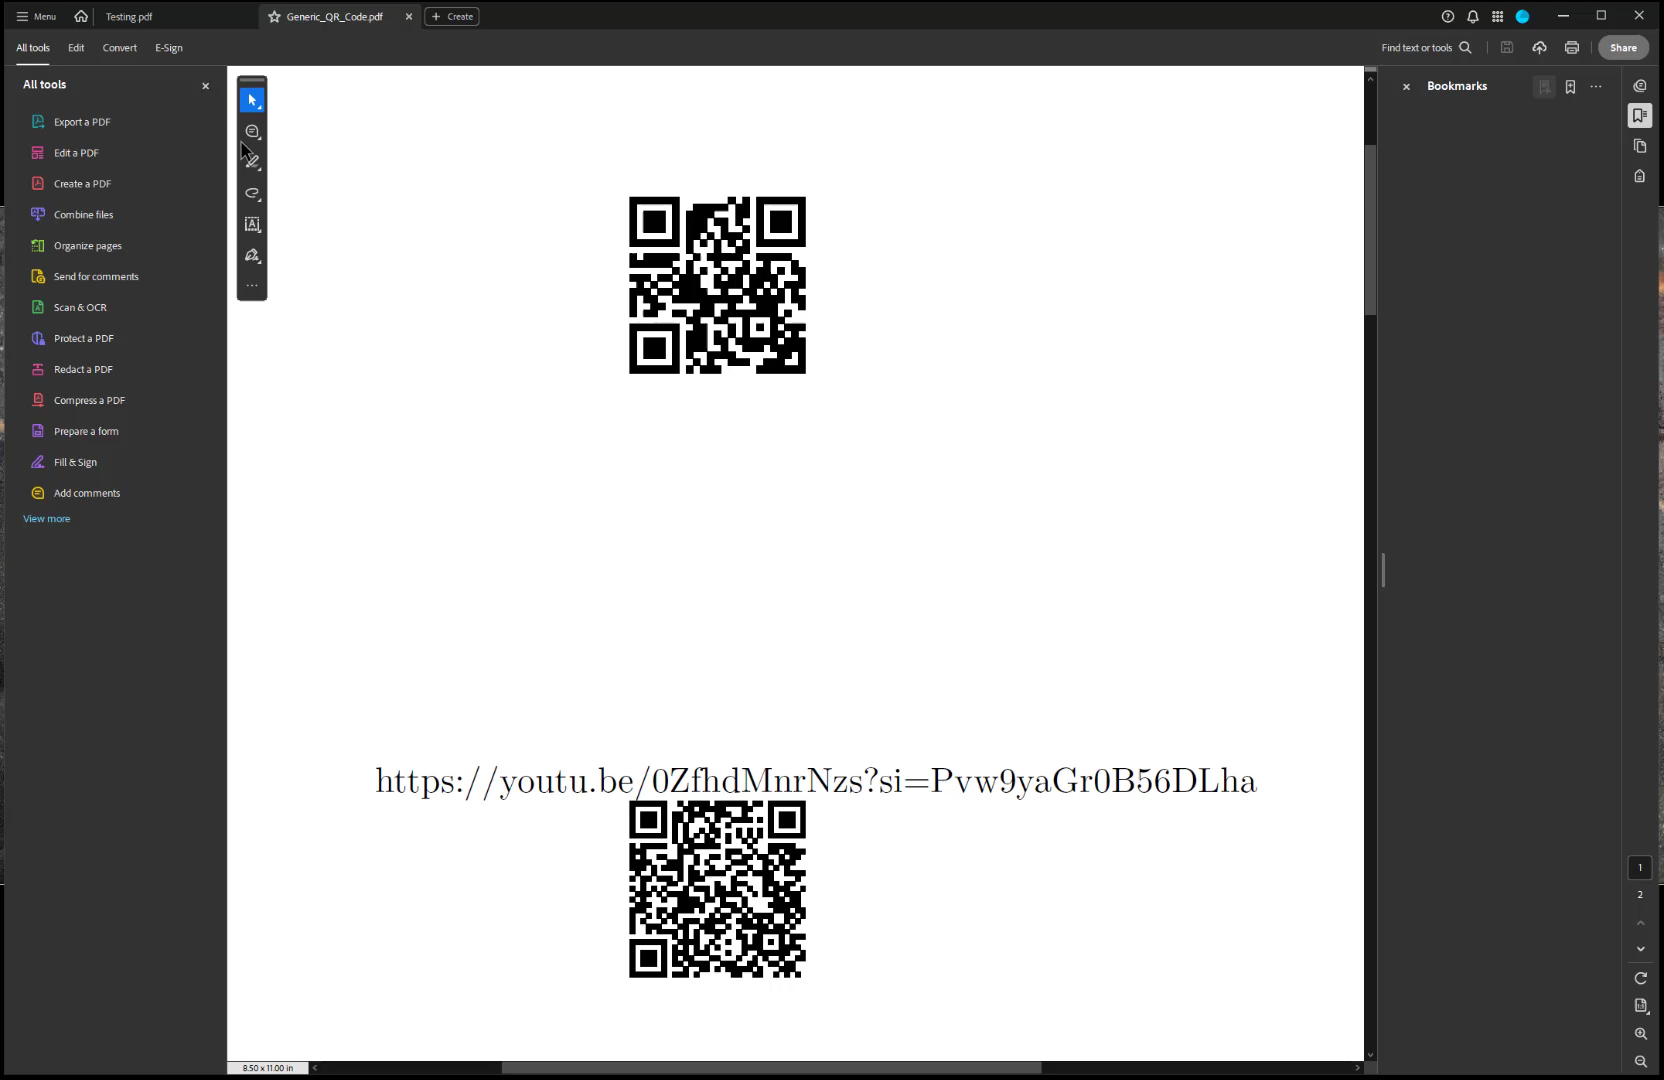 Menu
Testing.pdf
Generic_QR_Code.pdf
Create
All tools
Edit
Convert
E-Sign
Find text or tools
Share
All tools
Export a PDF
Edit a PDF
Create a PDF
Combine files
Organize pages
Send for comments
Scan & OCR
Protect a PDF
Redact a PDF
Compress a PDF
Prepare a form
Fill & Sign
Add comments
View more
https://youtu.be/0ZfhdMnrNzs?si=Pvw9yaGr0B56DLha
Bookmarks
1
2
8.50 x 11.00 in